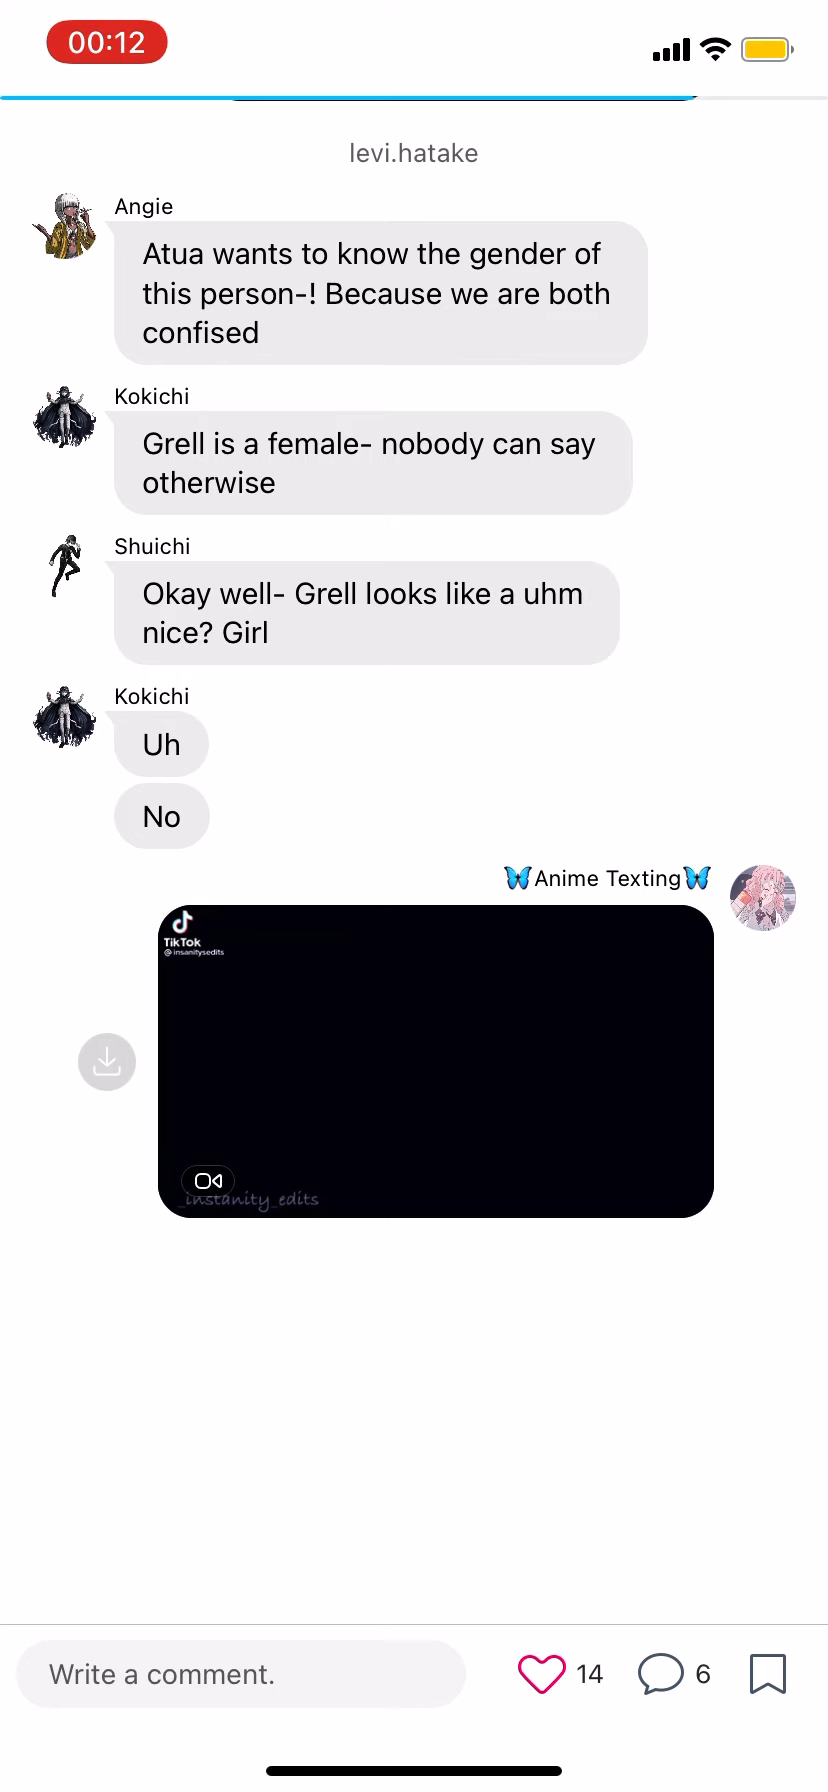 00:12
levi.hatake
Angie
Atua wants to know the gender of
this person-! Because we are both
confised
Kokichi
Grell is a female- nobody can say
otherwise
Shuichi
Okay well- Grell looks like a uhm
nice? Girl
Kokichi
Uh
No
🦋Anime Texting🦋
TikTok
@insanitysedits
_instanity_edits
Write a comment.
14
6